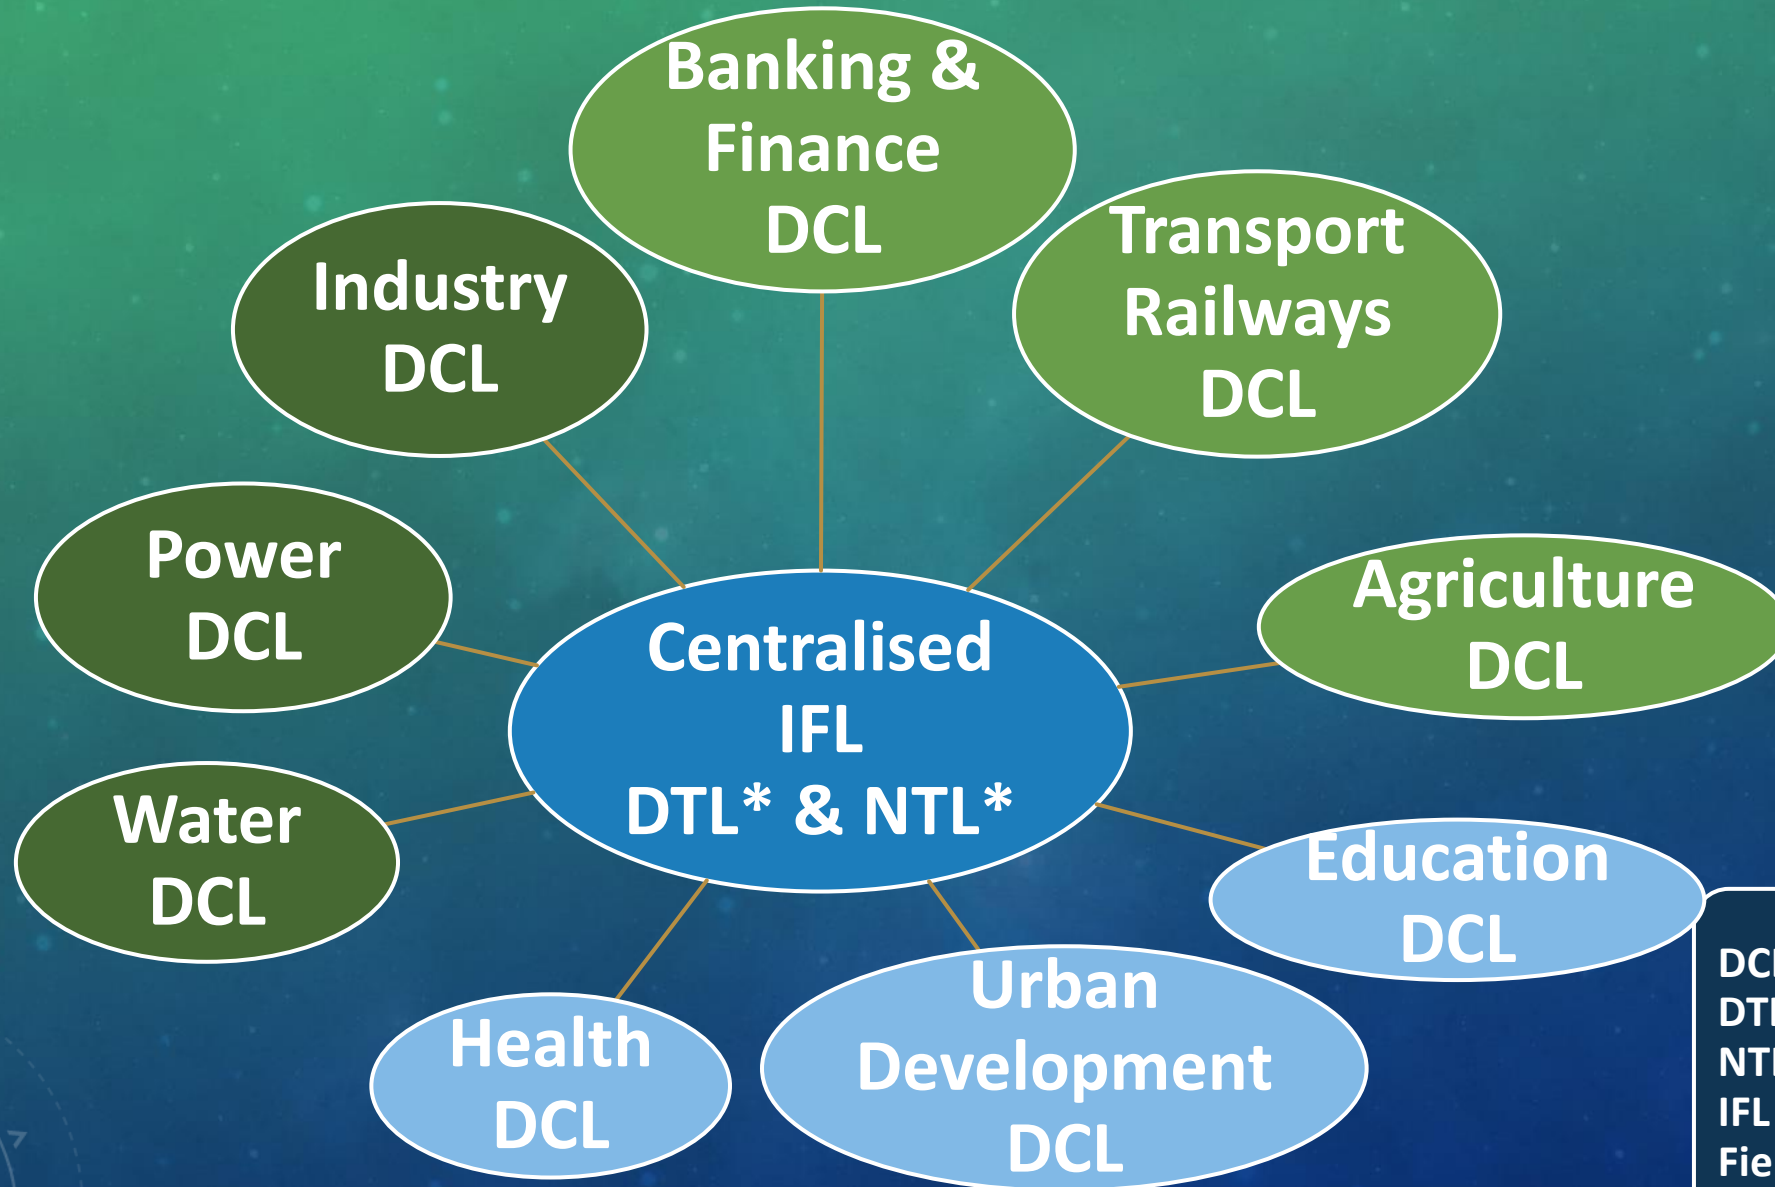 Banking &
Finance
DCL
Transport
Railways
DCL
Industry
DCL
Power
DCL
Agriculture
DCL
Centralised
IFL
DTL* & NTL*
Water
DCL
Education
DCL
Health
DCL
Urban
Development
DCL
IFL